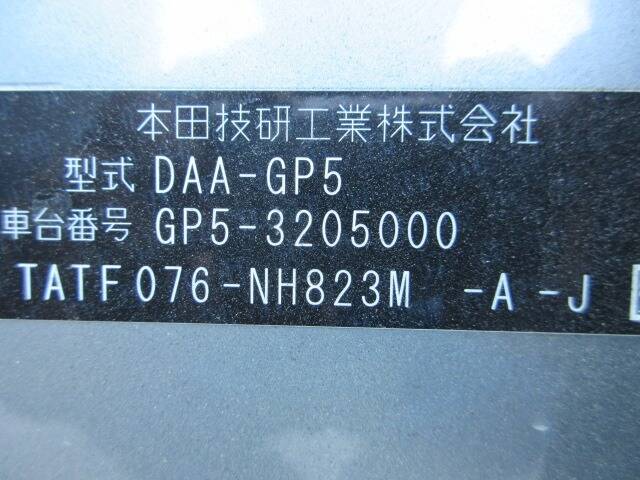 本田技研工業株式会社
型式 DAA-GP5
車台番号 GP5-3205000
TATF076-NH823M -A -J